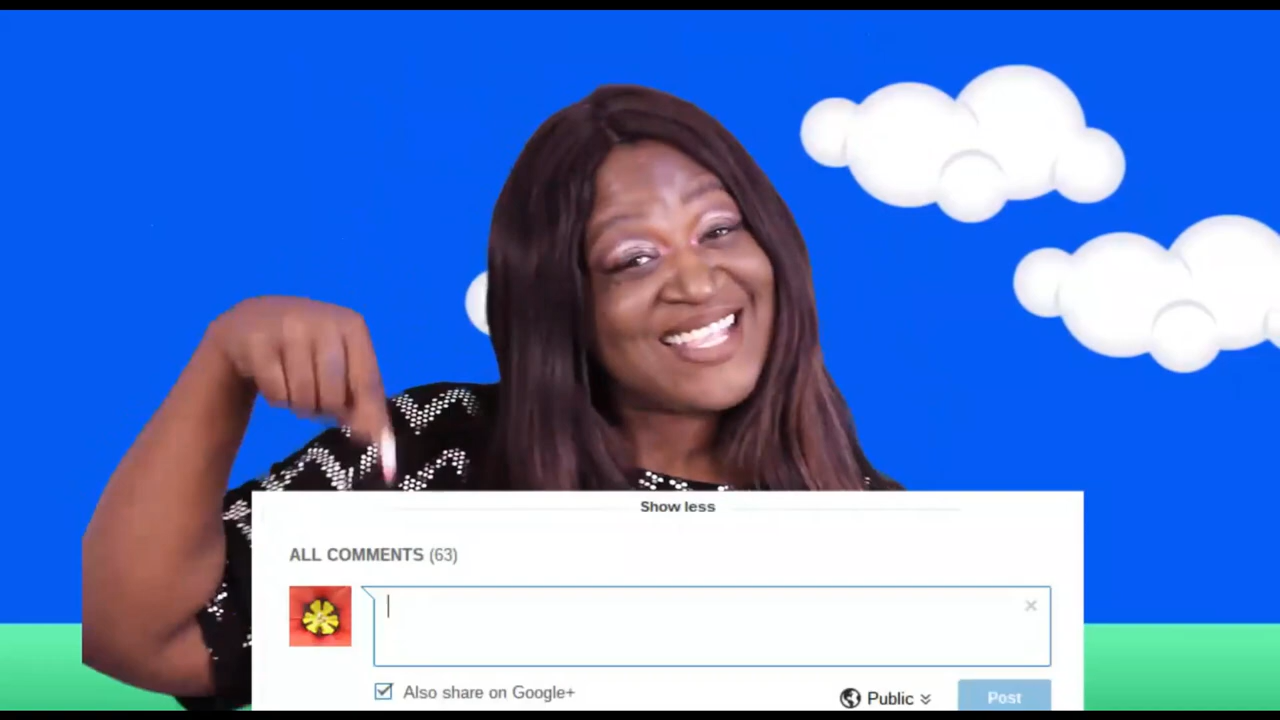 Show less
ALL COMMENTS (63)
Also share on Google+
Public
Post